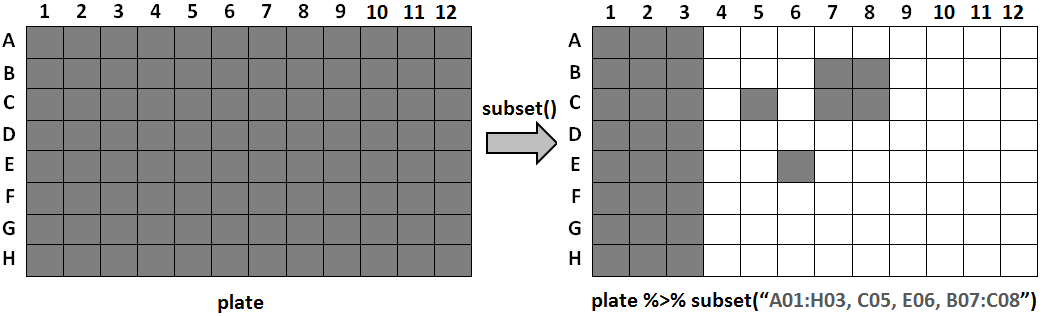 1 2 3 4 5 6 7 8 9 10 11 12
A
B
C
D
E
F
G
H
plate
subset()
1 2 3 4 5 6 7 8 9 10 11 12
A
B
C
D
E
F
G
H
plate %>% subset(“A01:H03, C05, E06, B07:C08”)